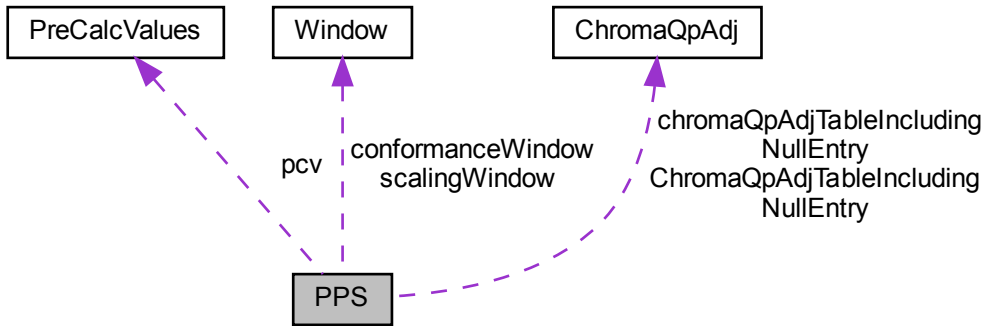 PreCalcValues
Window
ChromaQpAdj
pcv
conformanceWindow
scalingWindow
chromaQpAdjTableIncluding
NullEntry
ChromaQpAdjTableIncluding
NullEntry
PPS